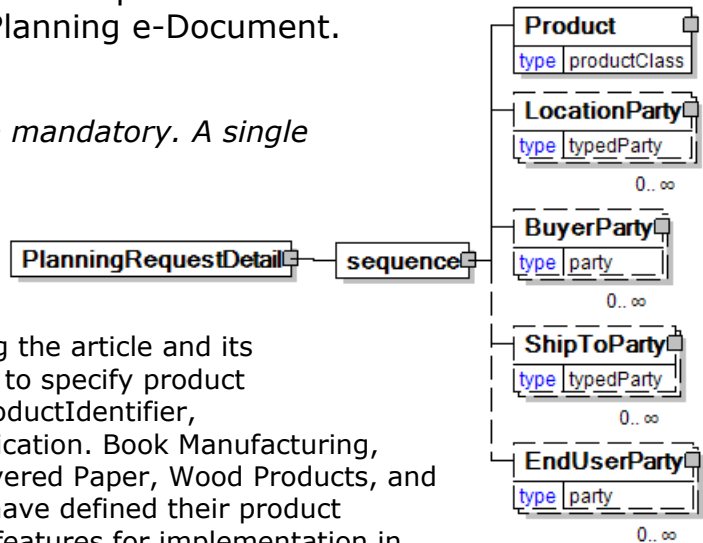 Planning e-Document.
mandatory. A single
g the article and its
to specify product
oductIdentifier,
ication. Book Manufacturing,
vered Paper, Wood Products, and
have defined their product
features for implementation in
PlanningRequestDetail
sequence
Product
type productClass
LocationParty
type typedParty
0.. ∞
BuyerParty
type party
0.. ∞
ShipToParty
type typedParty
0.. ∞
EndUserParty
type party
0.. ∞